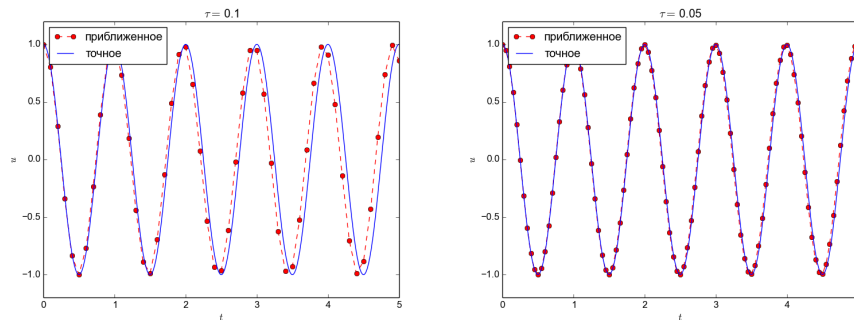 τ = 0.1
приближенное
точное
1.0
0.5
0.0
−0.5
−1.0
u
0
1
2
3
4
5
t
τ = 0.05
приближенное
точное
1.0
0.5
0.0
−0.5
−1.0
u
0
1
2
3
4
t